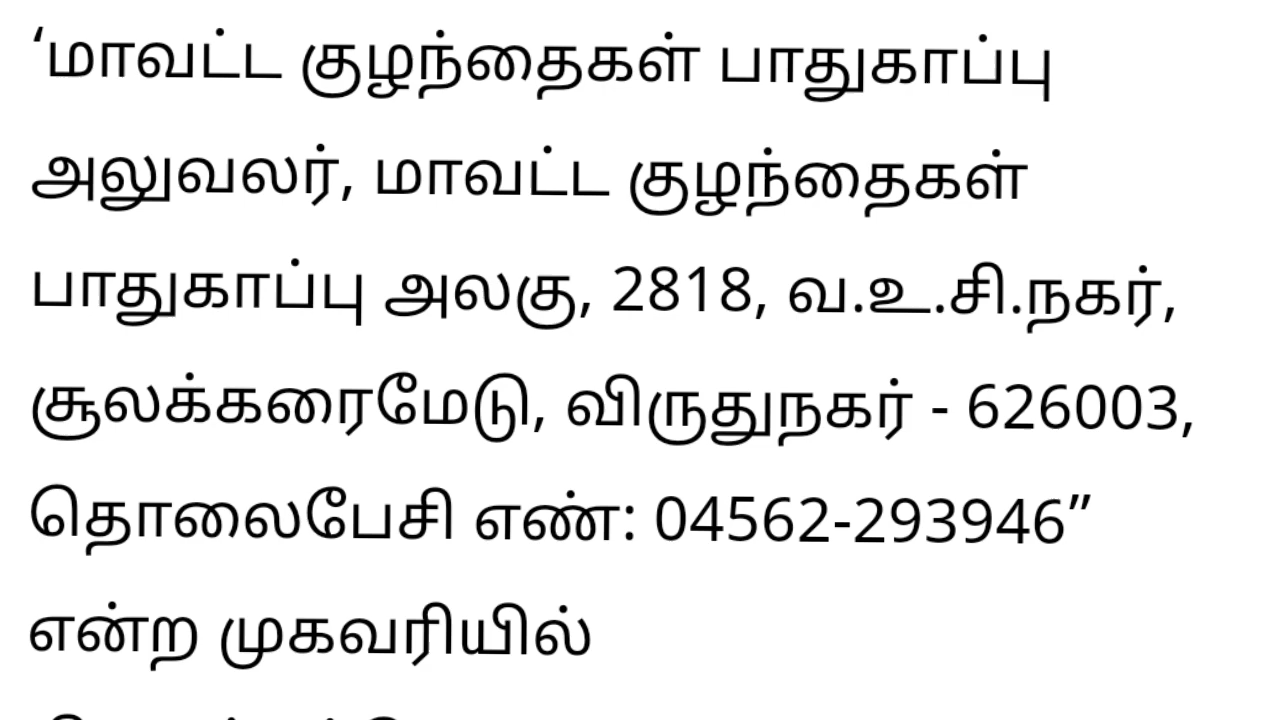 ‘மாவட்ட குழந்தைகள் பாதுகாப்பு
அலுவலர், மாவட்ட குழந்தைகள்
பாதுகாப்பு அலகு, 2818, வ.உ.சி.நகர்,
சூலக்கரைமேடு, விருதுநகர் - 626003,
தொலைபேசி எண்: 04562-293946”
என்ற முகவரியில்